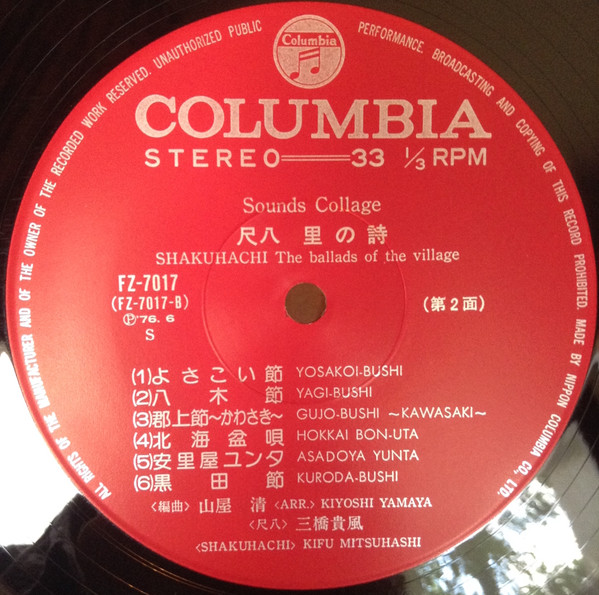 ALL RIGHTS OF THE MANUFACTURER AND OF THE OWNER OF THE RECORDED WORK RESERVED. UNAUTHORIZED PUBLIC PERFORMANCE. BROADCASTING AND COPYING OF THIS RECORD PROHIBITED. MADE BY NIPPON COLUMBIA CO., LTD.
Columbia
COLUMBIA
STEREO 33 1/3 RPM
Sounds Collage
尺八 里の詩
SHAKUHACHI The ballads of the village
FZ-7017
(FZ-7017-B)
Ⓟ'76.6
S
(第2面)
(1)よさこい節 YOSAKOI-BUSHI
(2)八木節 YAGI-BUSHI
(3)郡上節〜かわさき〜 GUJO-BUSHI ~KAWASAKI~
(4)北海盆唄 HOKKAI BON-UTA
(5)安里屋ユンタ ASADOYA YUNTA
(6)黒田節 KURODA-BUSHI
〈編曲〉山屋 清 〈ARR.〉 KIYOSHI YAMAYA
〈尺八〉三橋貴風
〈SHAKUHACHI〉 KIFU MITSUHASHI